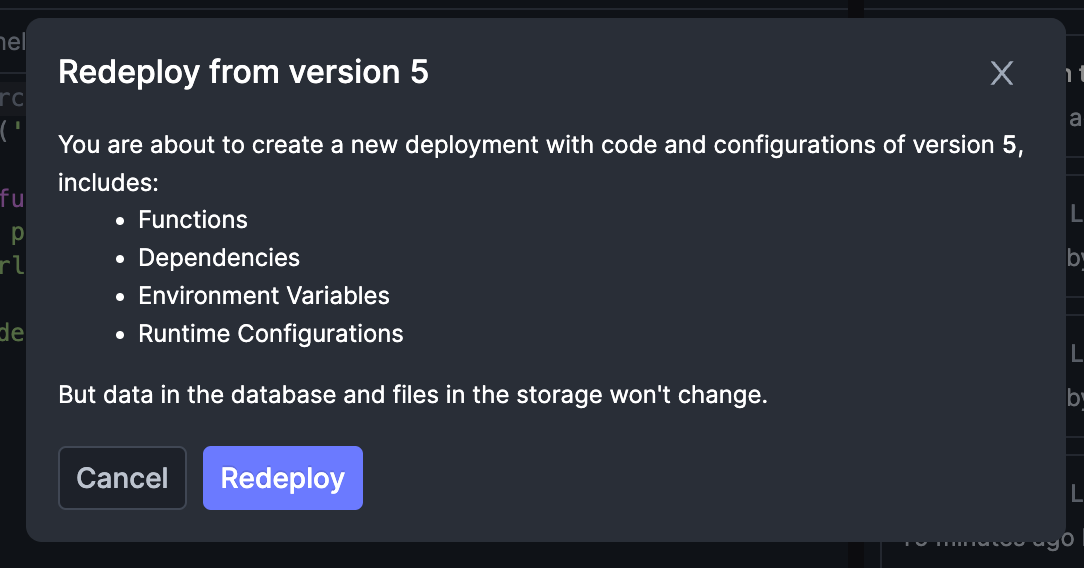 Redeploy from version 5
You are about to create a new deployment with code and configurations of version 5,
includes:
Functions
Dependencies
Environment Variables
Runtime Configurations
But data in the database and files in the storage won't change.
Cancel
Redeploy
minutes ago